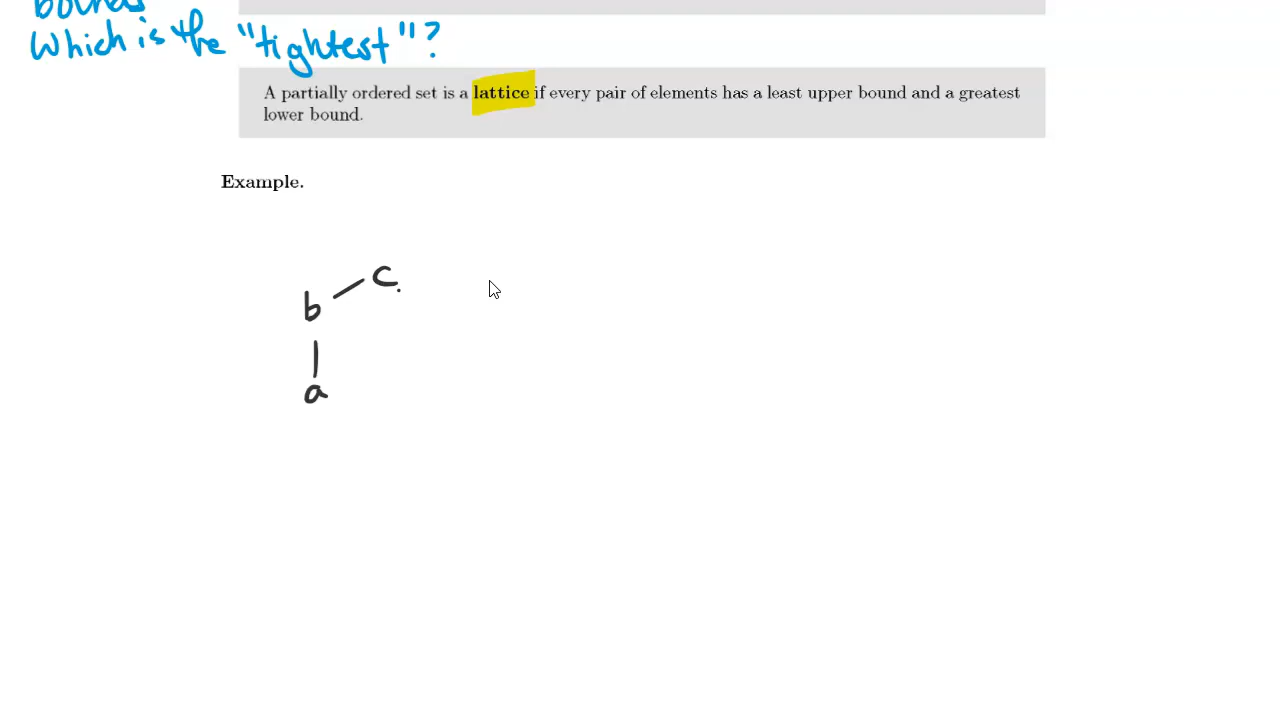 bounds
Which is the "tightest"?
A partially ordered set is a lattice if every pair of elements has a least upper bound and a greatest
lower bound.
Example.
c
b
a